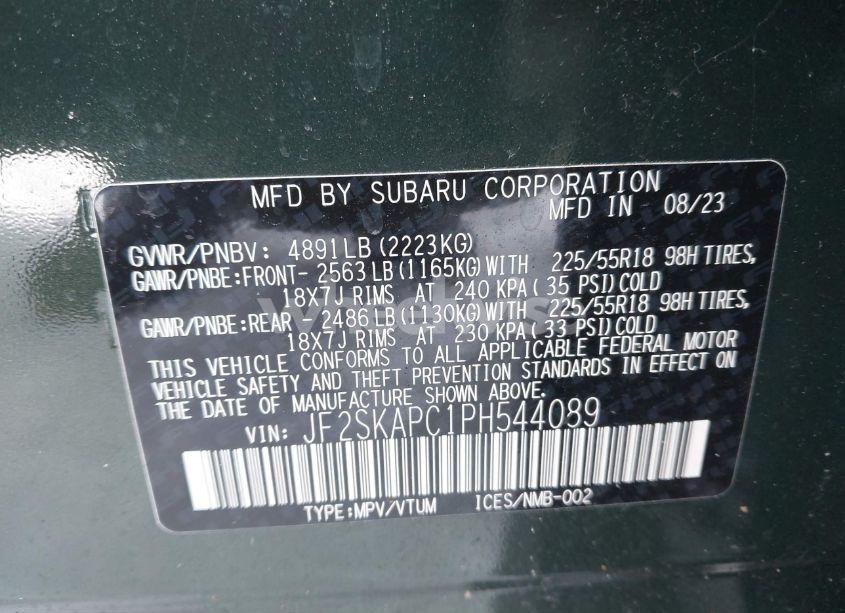 MFD BY SUBARU CORPORATION
MFD IN 08/23
GVWR/PNBV: 4891LB (2223KG)
GAWR/PNBE:FRONT- 2563LB (1165KG) WITH 225/55R18 98H TIRES,
18X7J RIMS AT 240 KPA ( 35 PSI) COLD
GAWR/PNBE:REAR 2486LB (1130KG) WITH 225/55R18 98H TIRES,
18X7J RIMS AT 230 KPA ( 33 PSI) COLD
THIS VEHICLE CONFORMS TO ALL APPLICABLE FEDERAL MOTOR
VEHICLE SAFETY AND THEFT PREVENTION STANDARDS IN EFFECT ON
THE DATE OF MANUFACTURE SHOWN ABOVE.
VIN: JF2SKAPC1PH544089
TYPE:MPV/VTUM ICES/NMB-002